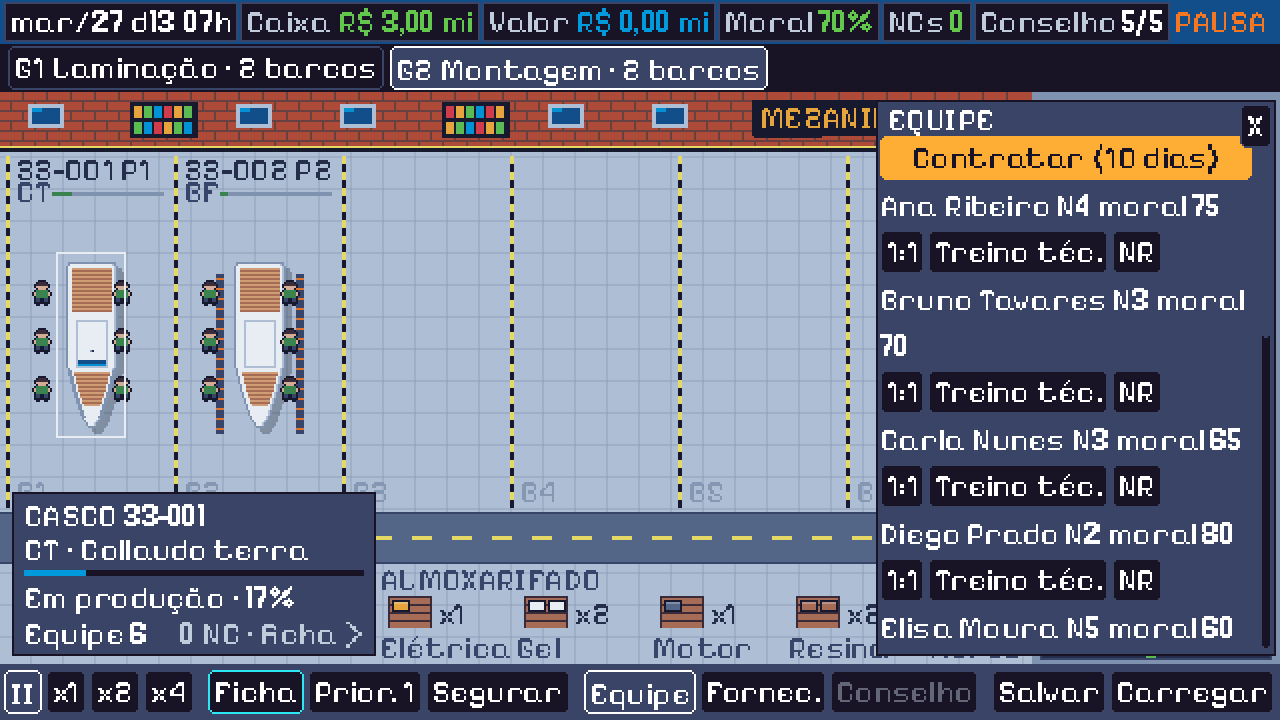 mar/27 d13 07h Caixa R$ 3,00 mi Valor R$ 0,00 mi Moral 70% NCs 0 Conselho 5/5 PAUSA
G1 Laminação · 2 barcos G2 Montagem · 2 barcos
MEZANI
EQUIPE X
Contratar (10 dias)
33-001 P1 33-002 P2
CT GF
Ana Ribeiro N4 moral 75
1:1 Treino téc. NR
Bruno Tavares N3 moral
70
1:1 Treino téc. NR
Carla Nunes N3 moral 65
1:1 Treino téc. NR
Diego Prado N2 moral 80
1:1 Treino téc. NR
Elisa Moura N5 moral 60
G4 G5
CASCO 33-001
CT · Collaudo terra
Em produção · 17%
Equipe 6 0 NC · Ficha >
ALMOXARIFADO
x1 x2 x1 x2
Elétrica Gel Motor Resina
II x1 x2 x4 Ficha Prior. 1 Segurar Equipe Fornec. Conselho Salvar Carregar